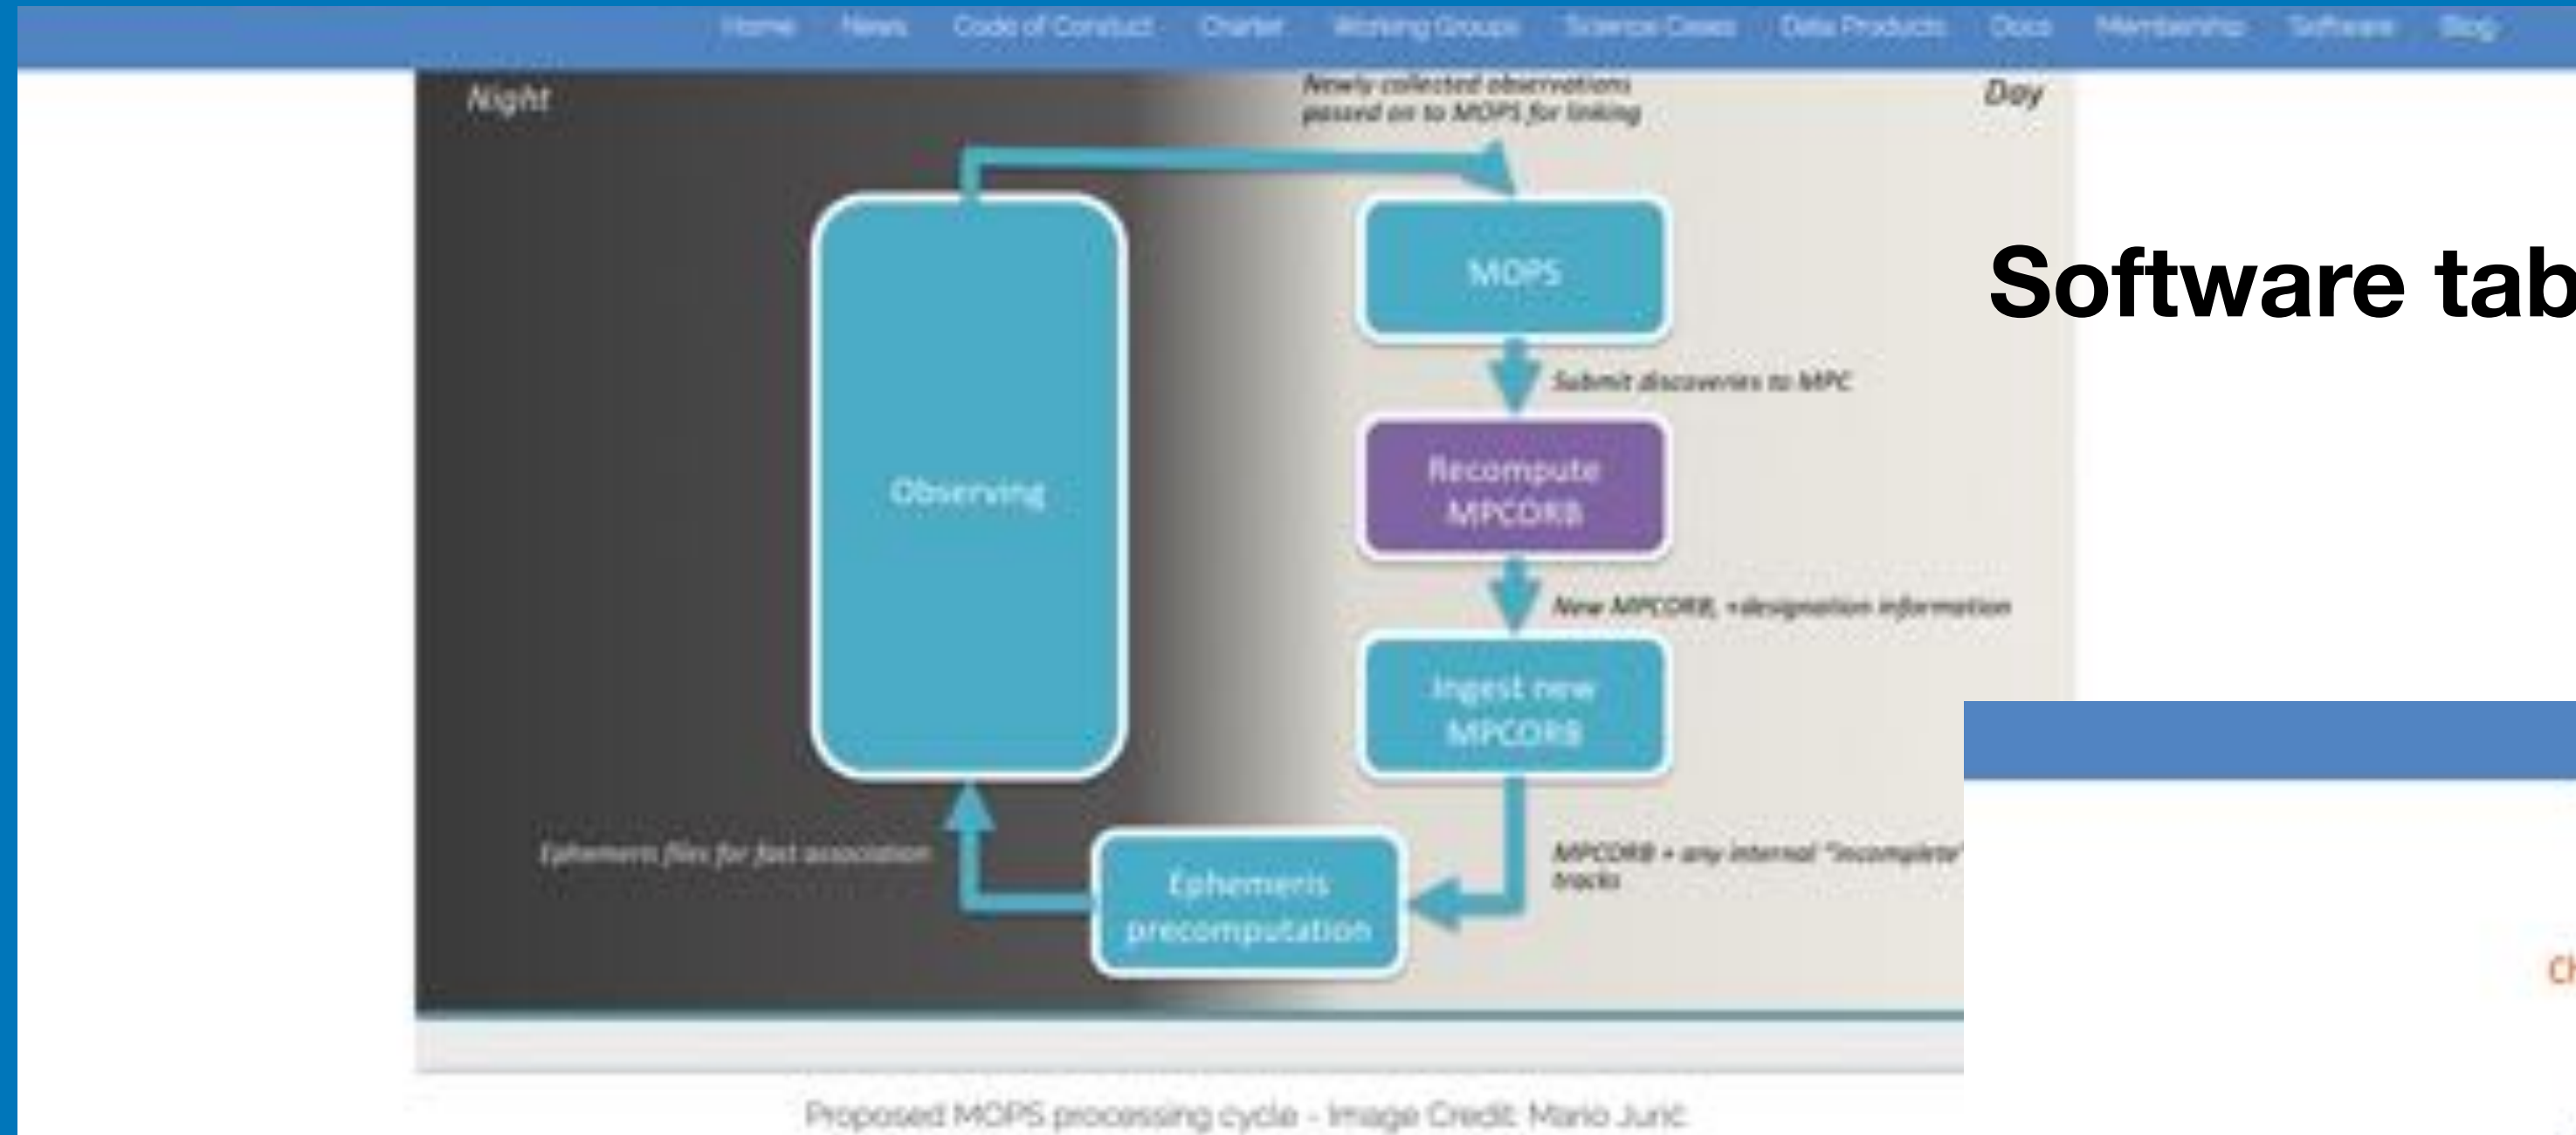 Home News Code of Conduct Charter Working Groups Science Cases Data Products Docs Membership Software Blog
Night
Newly collected observations
passed on to MOPS for linking
Day
MOPS
Software tab
Submit discoveries to MPC
Recompute
MPCORB
Observing
New MPCORB, +designation information
Ingest new
MPCORB
Ephemeris files for fast association
MPCORB + any internal "incomplete"
tracks
Ephemeris
precomputation
Ch
Proposed MOPS processing cycle - Image Credit: Mario Jurić